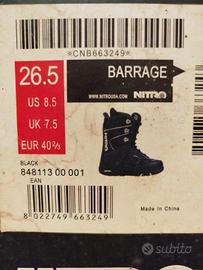 *CNB663249*
26.5
US 8.5
UK 7.5
EUR 40⅔
BARRAGE
WWW.NITROUSA.COM NITRO
BLACK
848113 00 001
EAN
Made in China
8 022749 663249
NITRO
subito